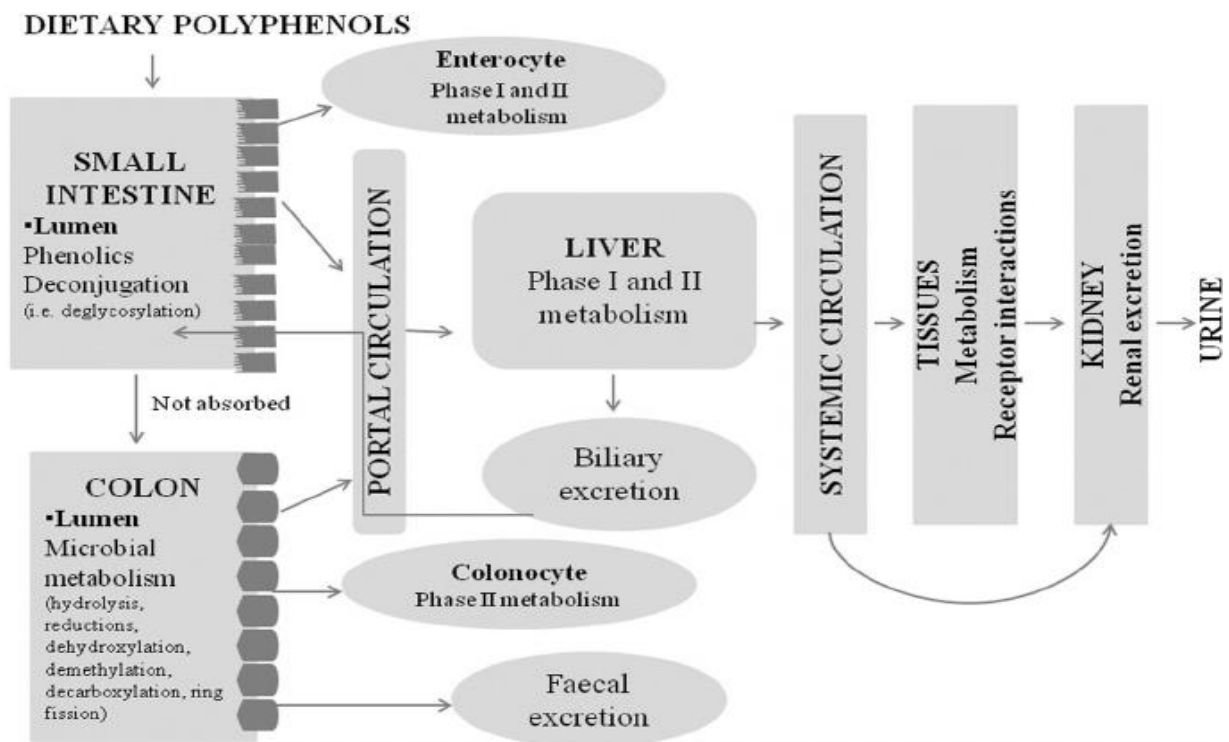 DIETARY POLYPHENOLS
Enterocyte
Phase I and II
metabolism
SMALL
INTESTINE
▪Lumen
Phenolics
Deconjugation
(i.e. deglycosylation)
Not absorbed
COLON
▪Lumen
Microbial
metabolism
(hydrolysis,
reductions,
dehydroxylation,
demethylation,
decarboxylation, ring
fission)
PORTAL CIRCULATION
LIVER
Phase I and II
metabolism
Biliary
excretion
Colonocyte
Phase II metabolism
Faecal
excretion
SYSTEMIC CIRCULATION
TISSUES
Metabolism
Receptor interactions
KIDNEY
Renal excretion
URINE